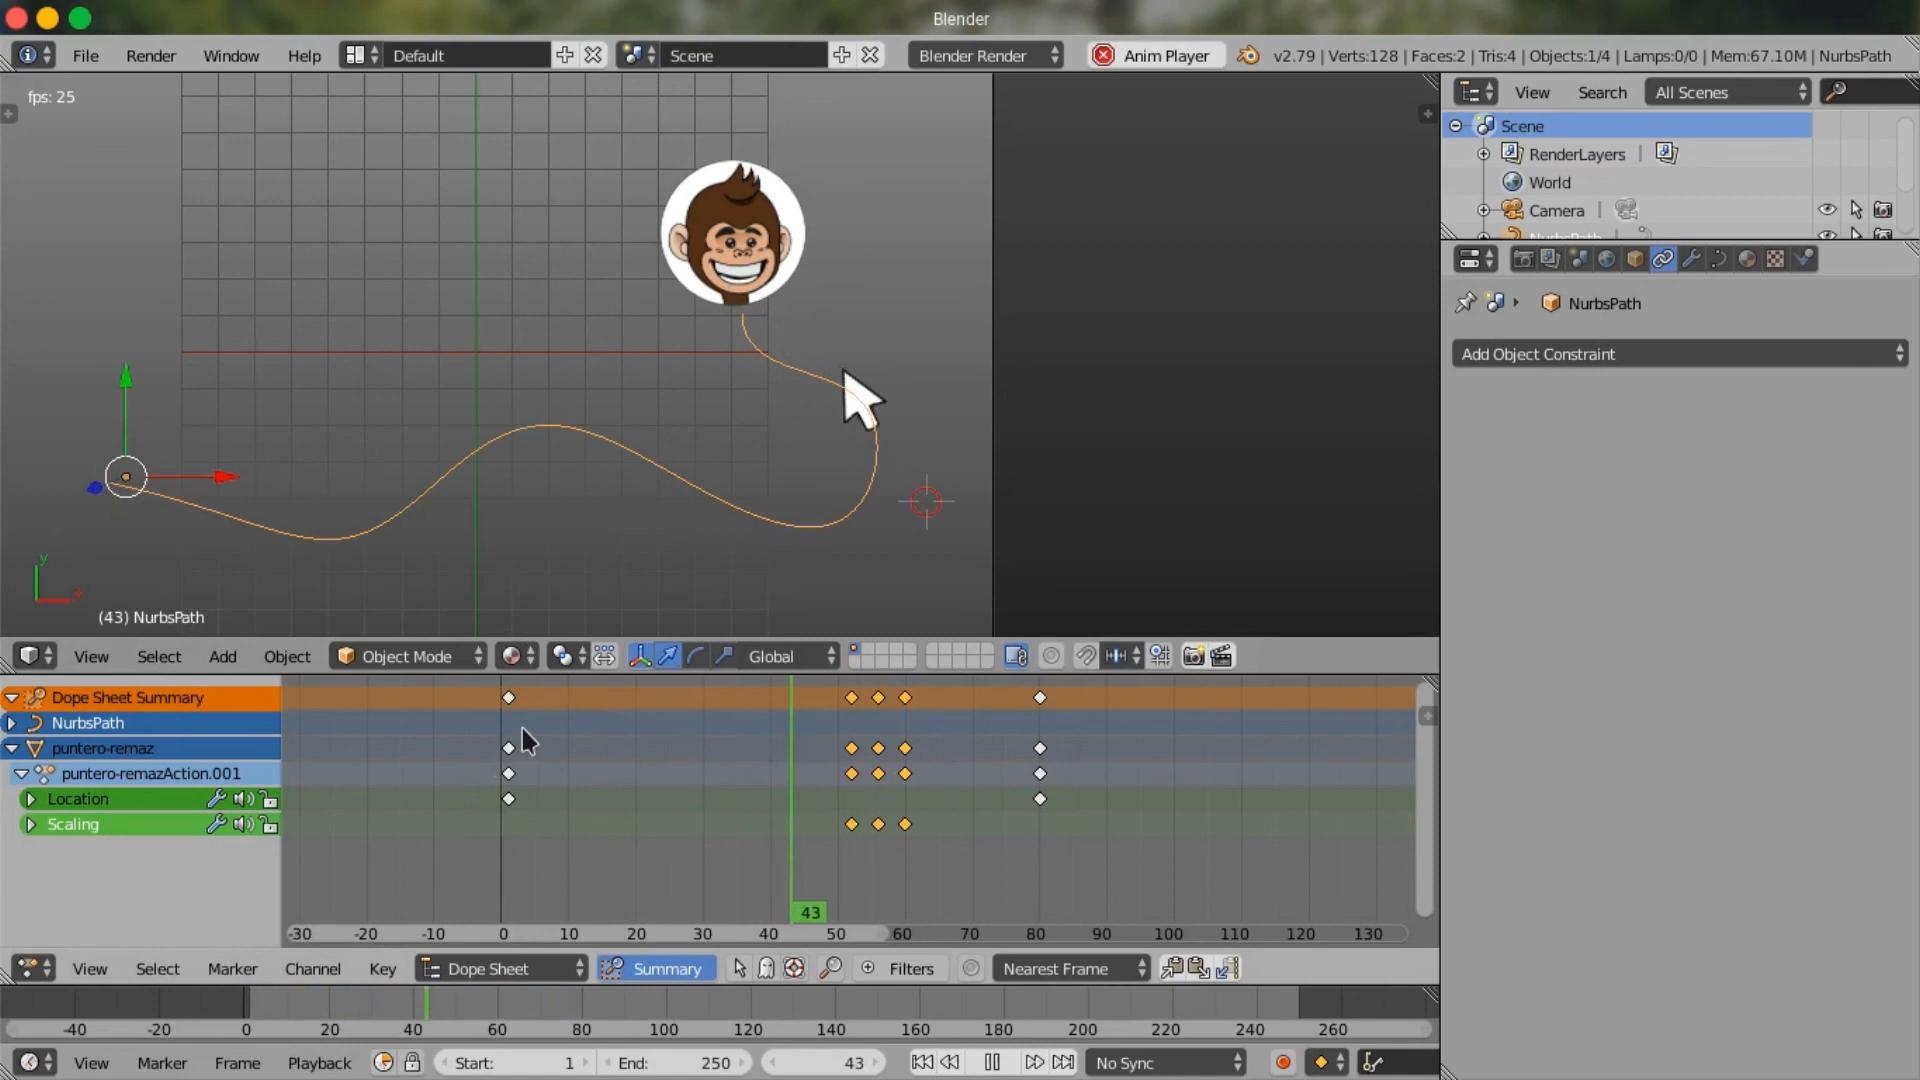 Blender
File Render Window Help Default Scene Blender Render Anim Player v2.79 | Verts:128 | Faces:2 | Tris:4 | Objects:1/4 | Lamps:0/0 | Mem:67.10M | NurbsPath
fps: 25
View Search All Scenes
Scene
RenderLayers
World
Camera
NurbsPath
NurbsPath
Add Object Constraint
y
(43) NurbsPath
View Select Add Object Object Mode Global
Dope Sheet Summary
NurbsPath
puntero-remaz
puntero-remazAction.001
Location
Scaling
43
-30 -20 -10 0 10 20 30 40 50 60 70 80 90 100 110 120 130
View Select Marker Channel Key Dope Sheet Summary Filters Nearest Frame
-40 -20 0 20 40 60 80 100 120 140 160 180 200 220 240 260
View Marker Frame Playback Start: 1 End: 250 43 No Sync